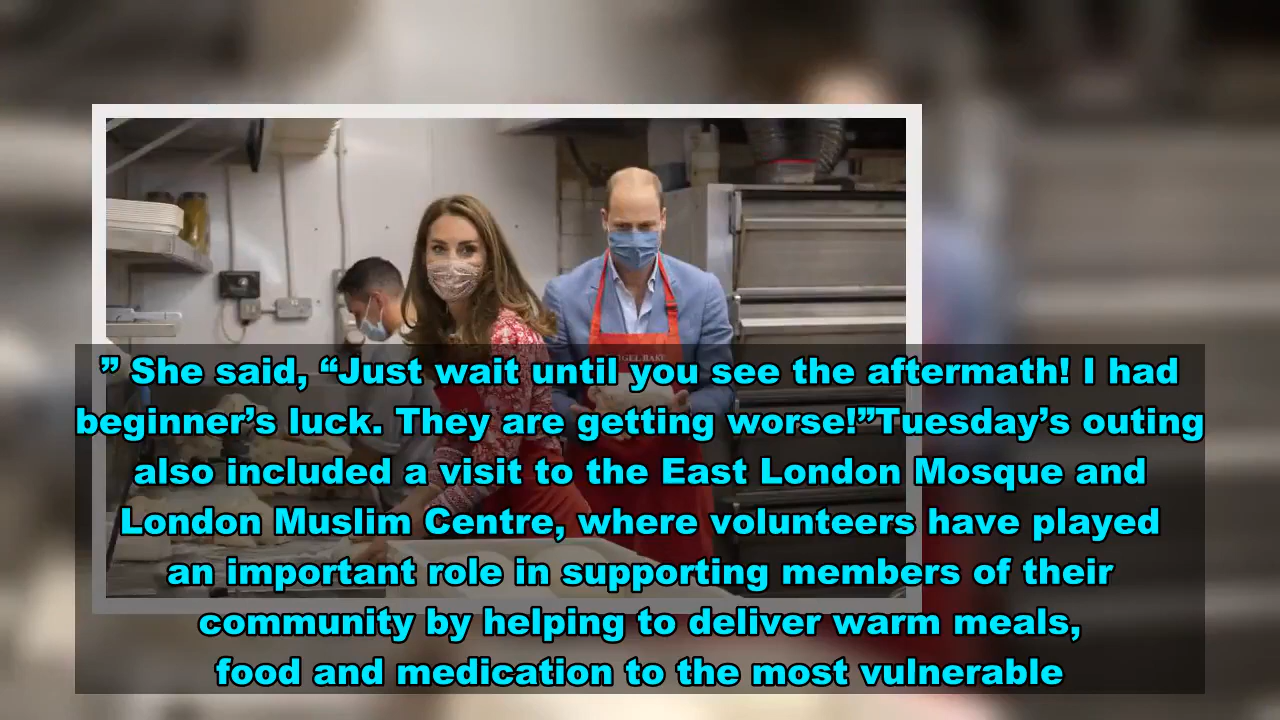 ” She said, “Just wait until you see the aftermath! I had
beginner’s luck. They are getting worse!”Tuesday’s outing
also included a visit to the East London Mosque and
London Muslim Centre, where volunteers have played
an important role in supporting members of their
community by helping to deliver warm meals,
food and medication to the most vulnerable